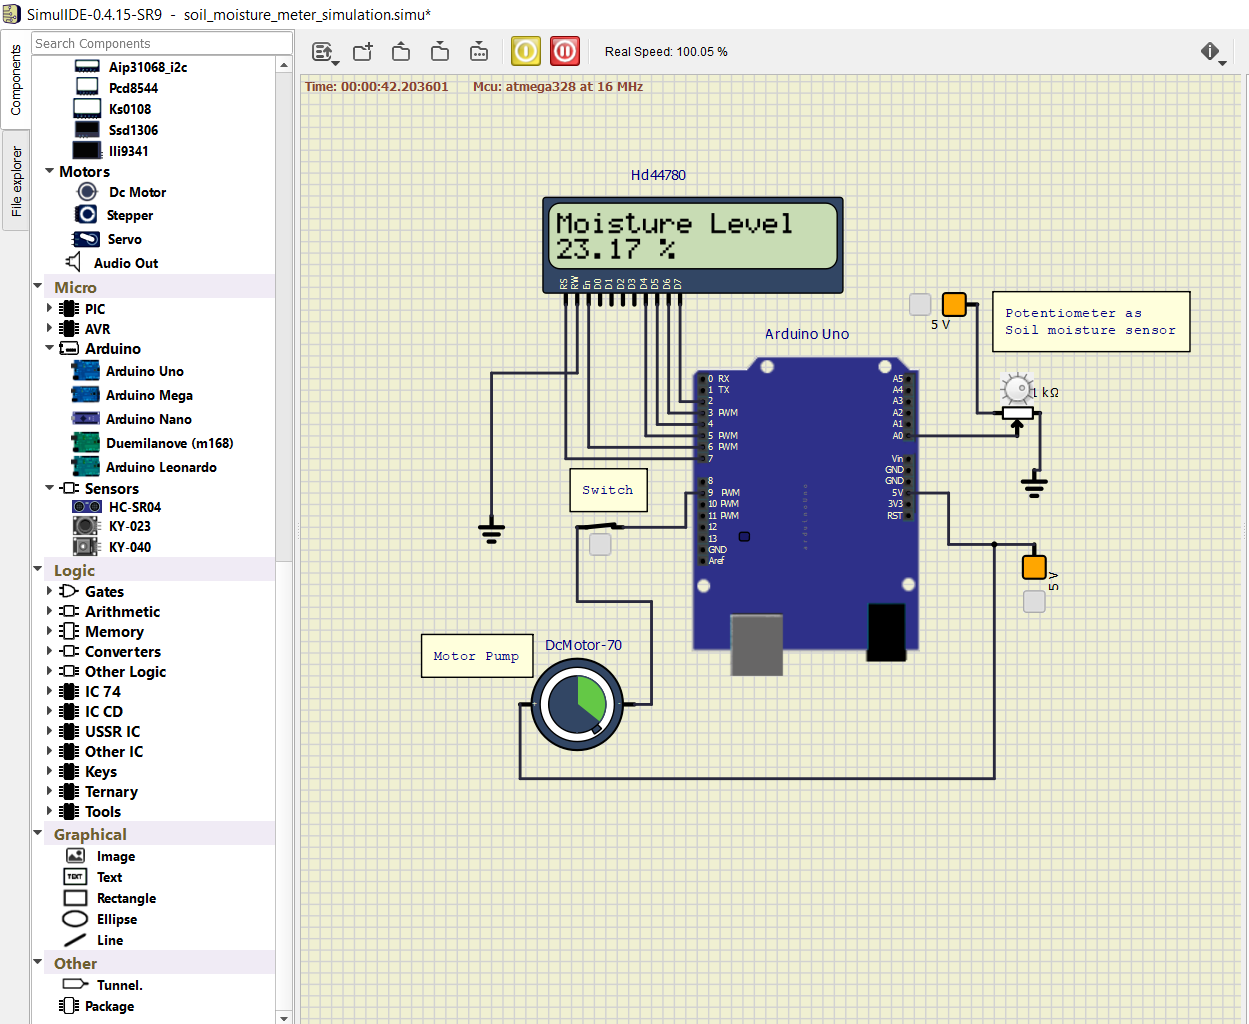 SimulIDE-0.4.15-SR9 - soil_moisture_meter_simulation.simu*
Components
File explorer
Search Components
Aip31068_i2c
Pcd8544
Ks0108
Ssd1306
Ili9341
Motors
Dc Motor
Stepper
Servo
Audio Out
Micro
PIC
AVR
Arduino
Arduino Uno
Arduino Mega
Arduino Nano
Duemilanove (m168)
Arduino Leonardo
Sensors
HC-SR04
KY-023
KY-040
Logic
Gates
Arithmetic
Memory
Converters
Other Logic
IC 74
IC CD
USSR IC
Other IC
Keys
Ternary
Tools
Graphical
Image
TEXT Text
Rectangle
Ellipse
Line
Other
Tunnel.
Package
Real Speed: 100.05 %
Time: 00:00:42.203601 Mcu: atmega328 at 16 MHz
Hd44780
Moisture Level
23.17 %
RS RW En D0 D1 D2 D3 D4 D5 D6 D7
5 V
Potentiometer as
Soil moisture sensor
Arduino Uno
1 kΩ
0 RX
1 TX
2
3 PWM
4
5 PWM
6 PWM
7
8
9 PWM
10 PWM
11 PWM
12
13
GND
Aref
A5
A4
A3
A2
A1
A0
Vin
GND
GND
5V
3V3
RST
arduinouno
Switch
5 V
Motor Pump
DcMotor-70
+ -